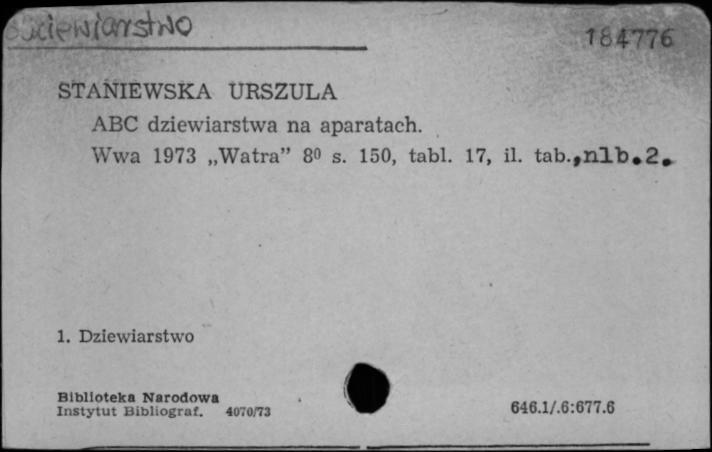 Dziewiarstwo
184776
STANIEWSKA URSZULA
ABC dziewiarstwa na aparatach.
Wwa 1973 „Watra” 8⁰ s. 150, tabl. 17, il. tab.,nlb.2.
1. Dziewiarstwo
Biblioteka Narodowa
Instytut Bibliograf. 4070/73
646.1/.6:677.6